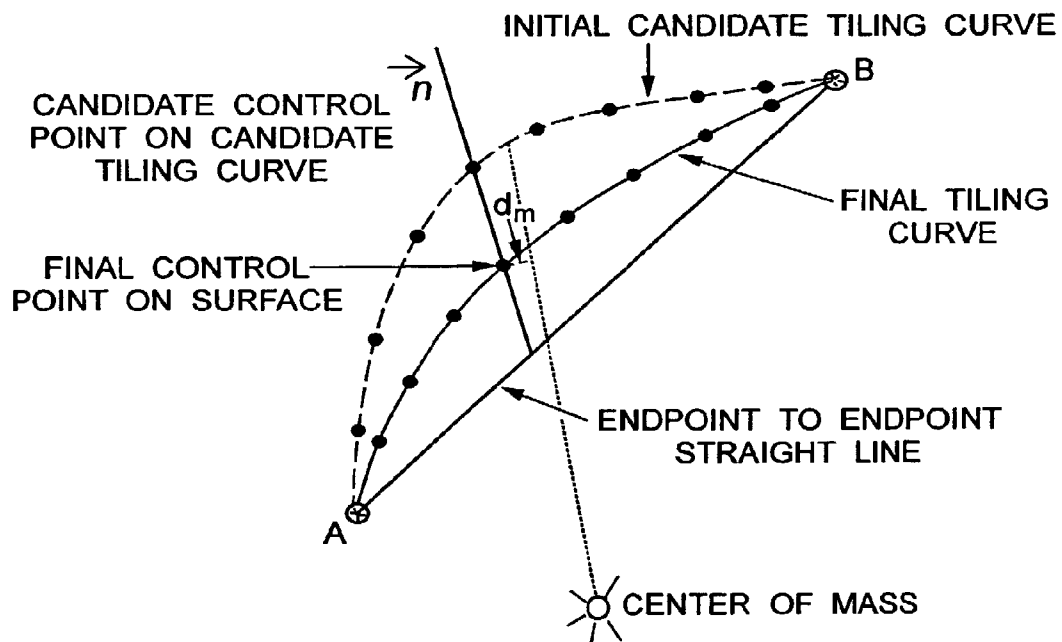 INITIAL CANDIDATE TILING CURVE
B
n
CANDIDATE CONTROL
POINT ON CANDIDATE
TILING CURVE
dm
FINAL TILING
CURVE
FINAL CONTROL
POINT ON SURFACE
ENDPOINT TO ENDPOINT
STRAIGHT LINE
A
CENTER OF MASS